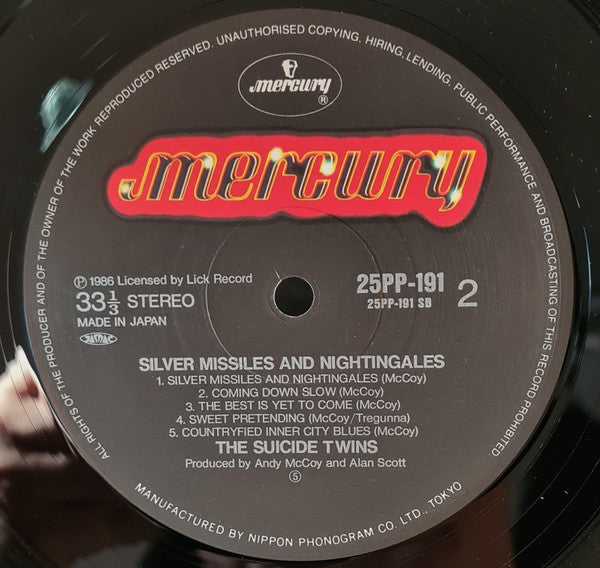 ALL RIGHTS OF THE PRODUCER AND OF THE OWNER OF THE WORK REPRODUCED RESERVED. UNAUTHORISED COPYING, HIRING, LENDING, PUBLIC PERFORMANCE AND BROADCASTING OF THIS RECORD PROHIBITED
mercury
®
mercury
Ⓟ 1986 Licensed by Lick Record
33 1/3 STEREO
MADE IN JAPAN
25PP-191
25PP-191 SB
2
SILVER MISSILES AND NIGHTINGALES
1. SILVER MISSILES AND NIGHTINGALES (McCoy)
2. COMING DOWN SLOW (McCoy)
3. THE BEST IS YET TO COME (McCoy)
4. SWEET PRETENDING (McCoy/Tregunna)
5. COUNTRYFIED INNER CITY BLUES (McCoy)
THE SUICIDE TWINS
Produced by Andy McCoy and Alan Scott
⑤
MANUFACTURED BY NIPPON PHONOGRAM CO. LTD., TOKYO